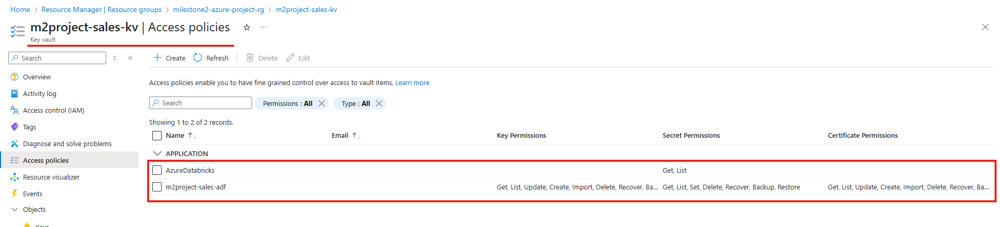 Home > Resource Manager | Resource groups > milestone2-azure-project-rg > m2project-sales-kv
m2project-sales-kv | Access policies
Key vault
Search
Overview
Activity log
Access control (IAM)
Tags
Diagnose and solve problems
Access policies
Resource visualizer
Events
Objects
Keys
Create Refresh Delete Edit
Access policies enable you to have fine grained control over access to vault items. Learn more
Search Permissions : All Type : All
Showing 1 to 2 of 2 records.
Name Email Key Permissions Secret Permissions Certificate Permissions
APPLICATION
AzureDatabricks Get, List
m2project-sales-adf Get, List, Update, Create, Import, Delete, Recover, Ba... Get, List, Set, Delete, Recover, Backup, Restore Get, List, Update, Create, Import, Delete, Recover, Ba...